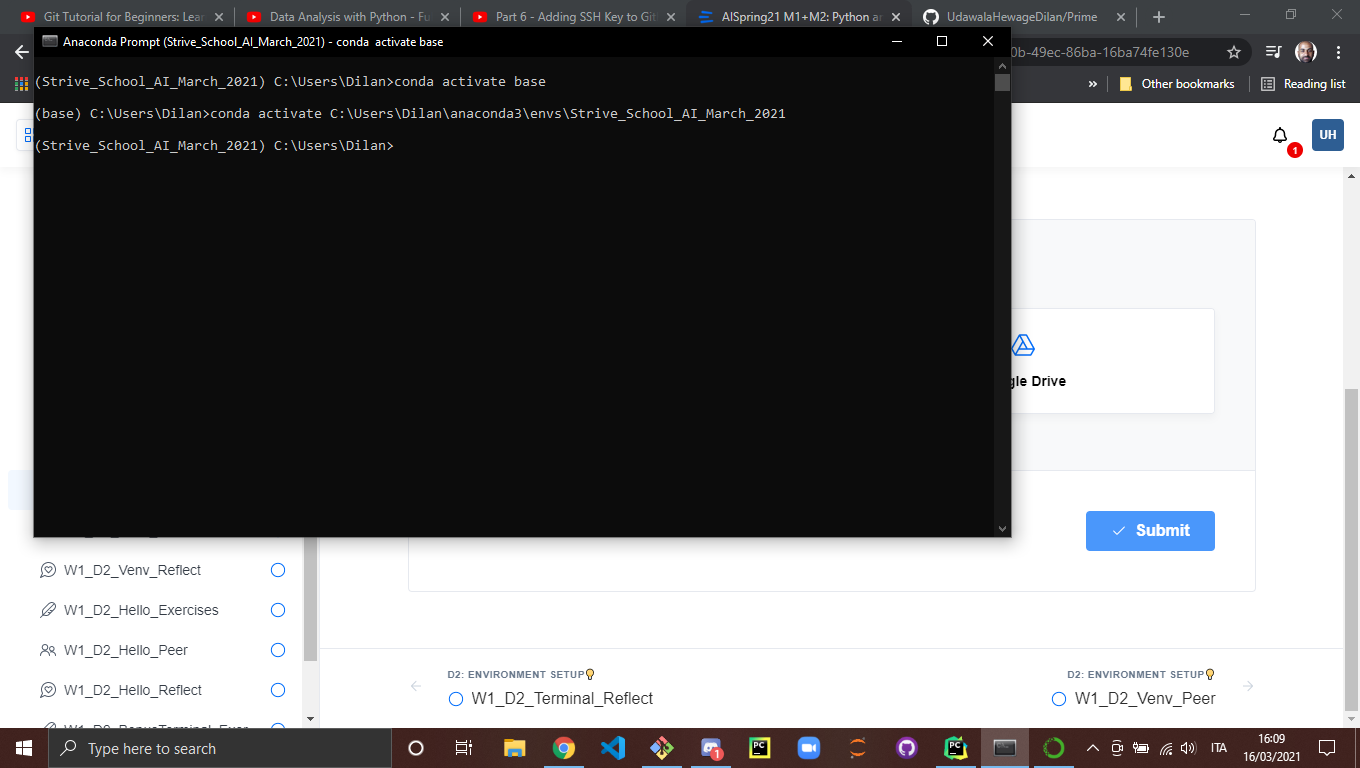 Git Tutorial for Beginners: Lear
Data Analysis with Python - Fu
Part 6 - Adding SSH Key to Git
AISpring21 M1+M2: Python a
UdawalaHewageDilan/Prime
Anaconda Prompt (Strive_School_AI_March_2021) - conda activate base
0b-49ec-86ba-16ba74fe130e
»
Other bookmarks
Reading list
(Strive_School_AI_March_2021) C:\Users\Dilan>conda activate base
(base) C:\Users\Dilan>conda activate C:\Users\Dilan\anaconda3\envs\Strive_School_AI_March_2021
(Strive_School_AI_March_2021) C:\Users\Dilan>
1
UH
gle Drive
Submit
W1_D2_Venv_Reflect
W1_D2_Hello_Exercises
W1_D2_Hello_Peer
W1_D2_Hello_Reflect
D2: ENVIRONMENT SETUP
W1_D2_Terminal_Reflect
D2: ENVIRONMENT SETUP
W1_D2_Venv_Peer
Type here to search
1
PC
PC
ITA
16:09
16/03/2021